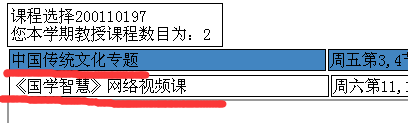 课程选择200110197
您本学期教授课程数目为：2
中国传统文化专题 周五第3,4
《国学智慧》网络视频课 周六第11,1